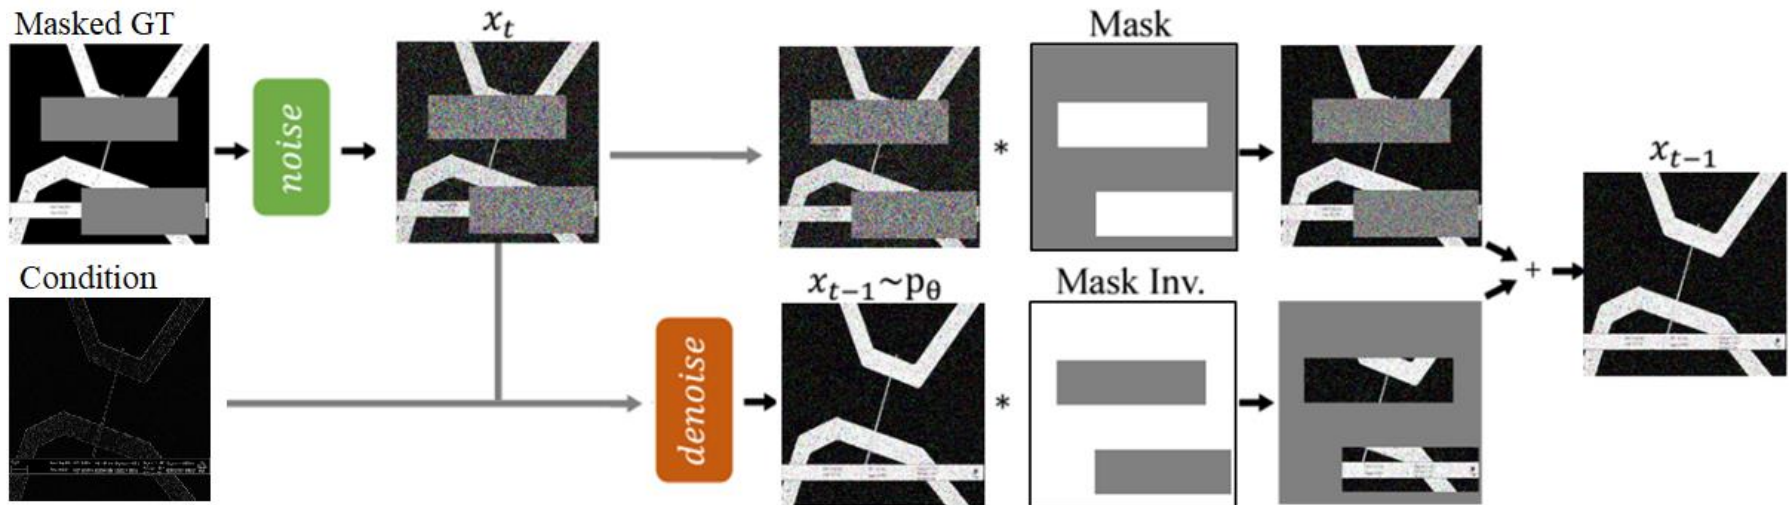 Masked GT
noise
x_t
*
Mask
x_{t-1}
+
Condition
denoise
x_{t-1}~p_θ
*
Mask Inv.